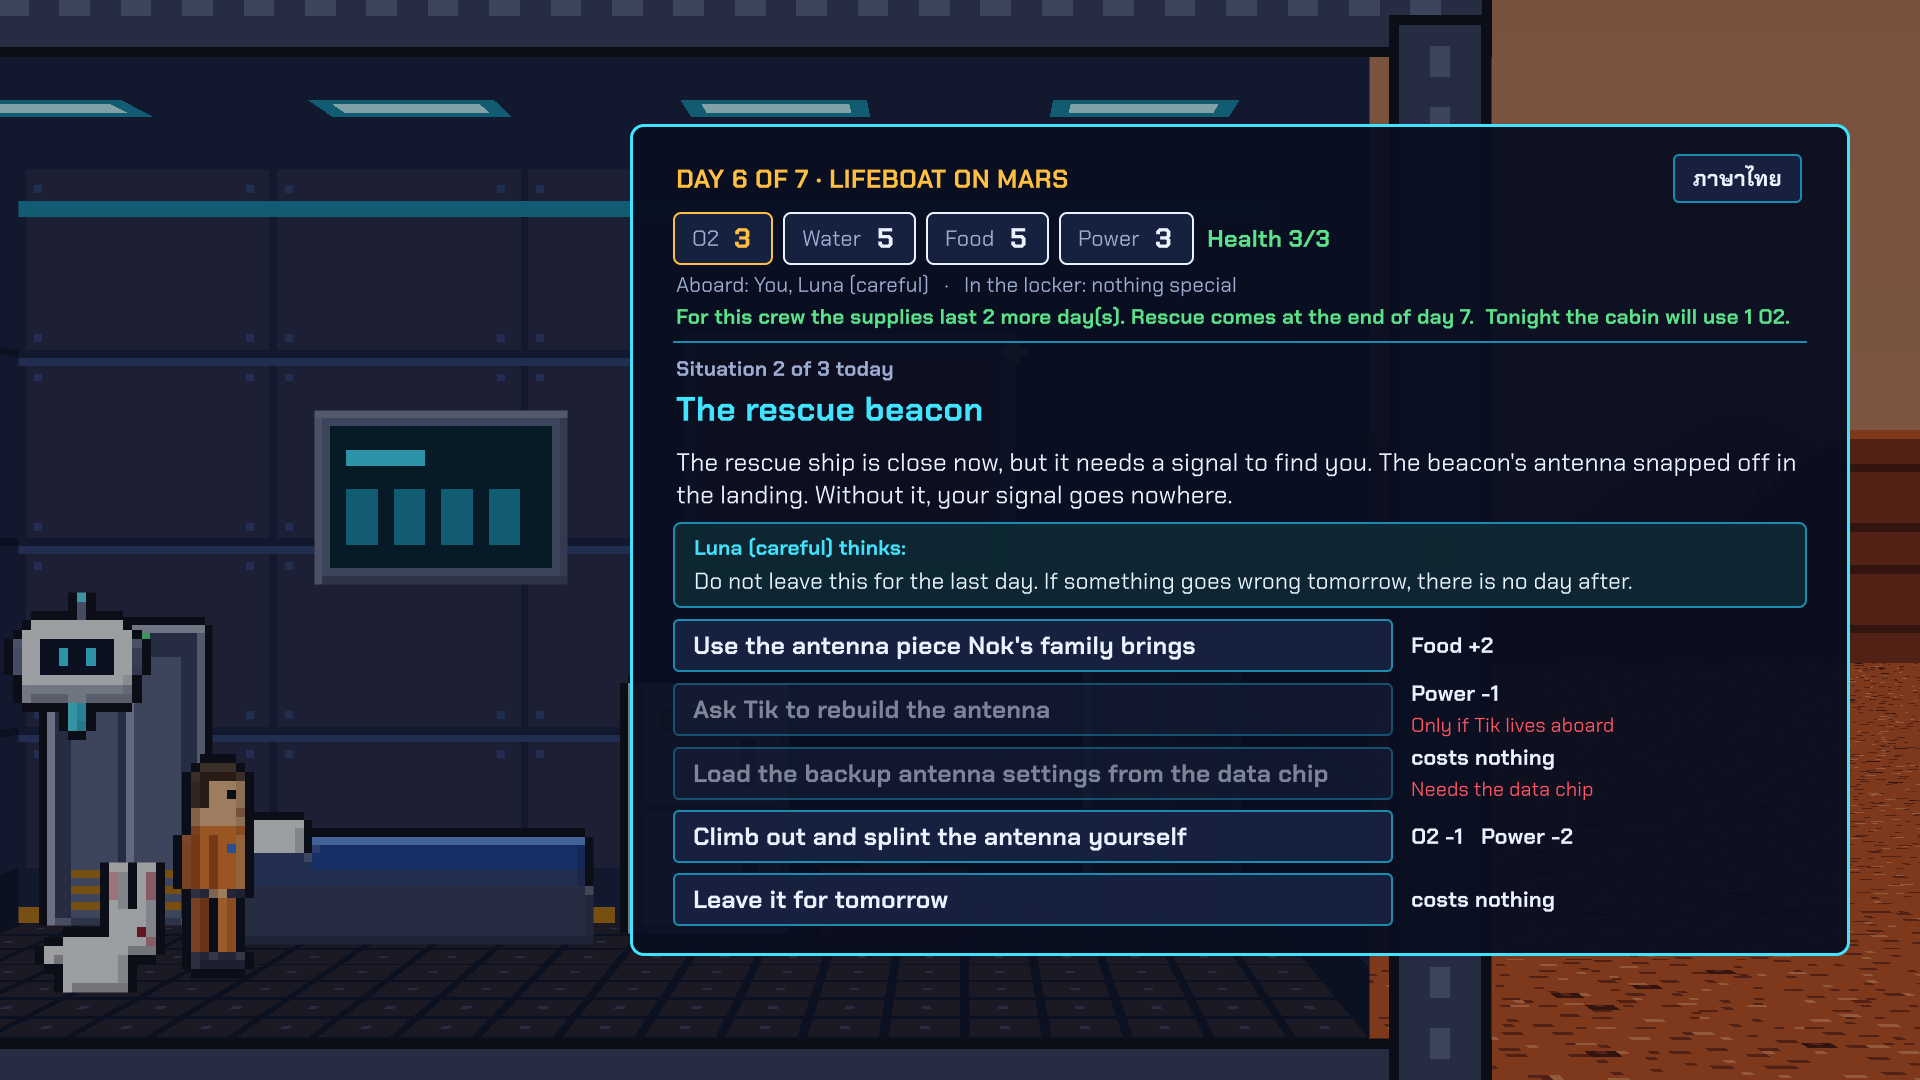 DAY 6 OF 7 · LIFEBOAT ON MARS
ภาษาไทย
O2 3 Water 5 Food 5 Power 3 Health 3/3
Aboard: You, Luna (careful) · In the locker: nothing special
For this crew the supplies last 2 more day(s). Rescue comes at the end of day 7. Tonight the cabin will use 1 O2.
Situation 2 of 3 today
The rescue beacon
The rescue ship is close now, but it needs a signal to find you. The beacon's antenna snapped off in
the landing. Without it, your signal goes nowhere.
Luna (careful) thinks:
Do not leave this for the last day. If something goes wrong tomorrow, there is no day after.
Use the antenna piece Nok's family brings Food +2
Ask Tik to rebuild the antenna Power -1
Only if Tik lives aboard
Load the backup antenna settings from the data chip costs nothing
Needs the data chip
Climb out and splint the antenna yourself O2 -1 Power -2
Leave it for tomorrow costs nothing